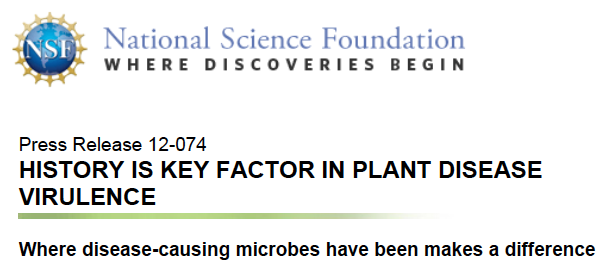 NSF
National Science Foundation
WHERE DISCOVERIES BEGIN
Press Release 12-074
HISTORY IS KEY FACTOR IN PLANT DISEASE
VIRULENCE
Where disease-causing microbes have been makes a difference